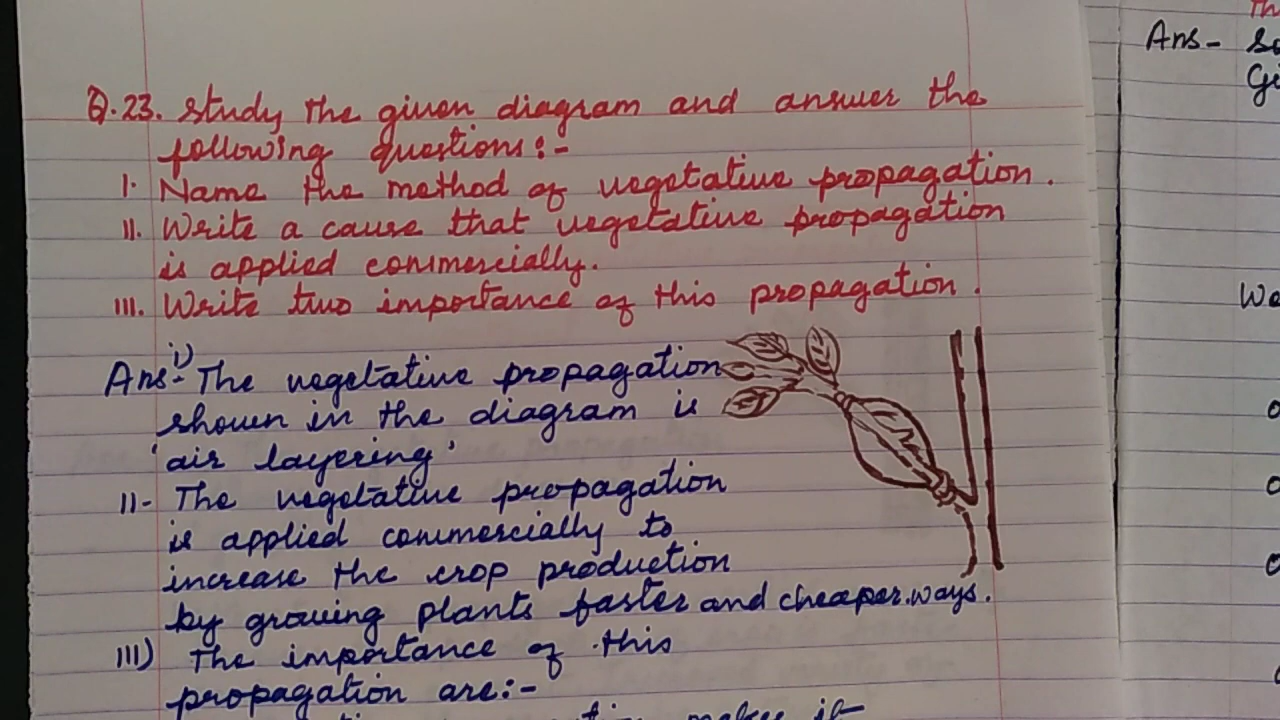 Q.23. Study the given diagram and answer the
following questions:-
I. Name the method of vegetative propagation.
II. Write a cause that vegetative propagation
is applied commercially.
III. Write two importance of this propagation.
Ans- i) The vegetative propagation
shown in the diagram is
'air layering'
II- The vegetative propagation
is applied commercially to
increase the crop production
by growing plants faster and cheaper ways.
III) The importance of this
propagation are:-
makes it
Ans-